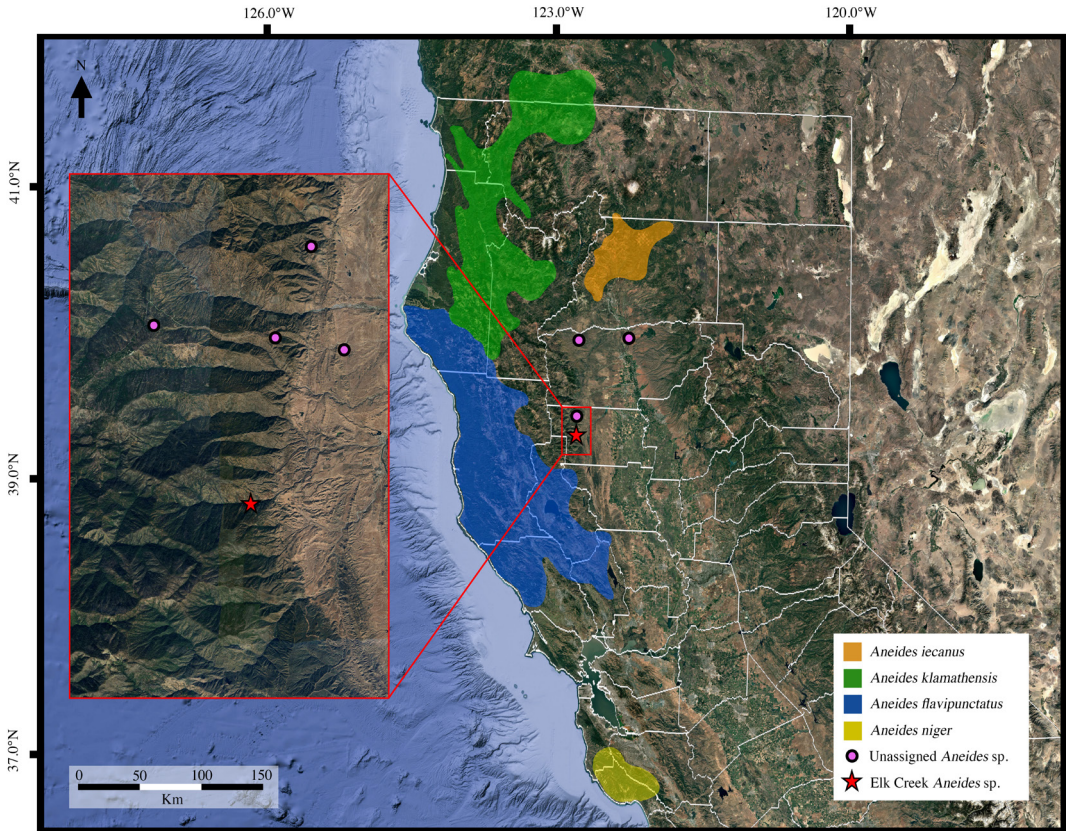 126.0°W 123.0°W 120.0°W
N
41.0°N
39.0°N
37.0°N
Aneides iecanus
Aneides klamathensis
Aneides flavipunctatus
Aneides niger
Unassigned Aneides sp.
Elk Creek Aneides sp.
0 50 100 150
Km